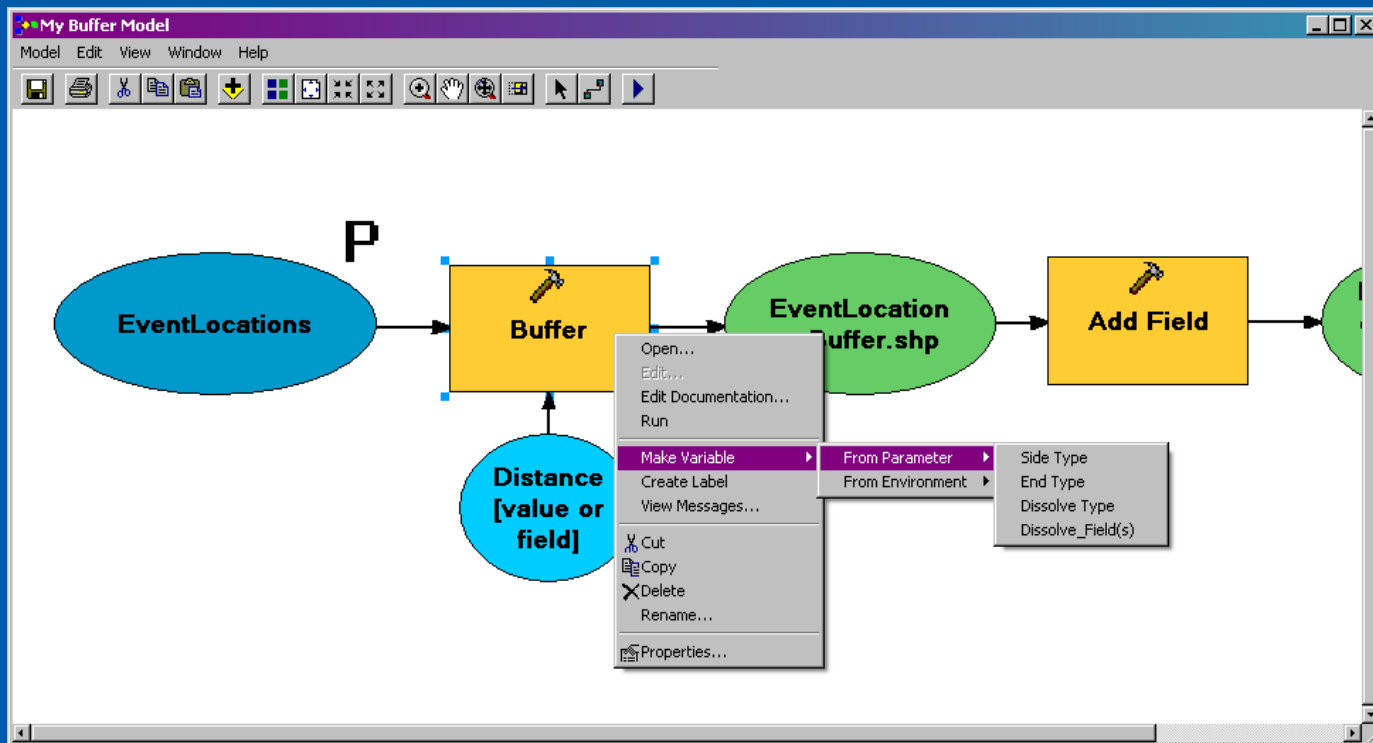 My Buffer Model
Model Edit View Window Help
P
EventLocations
Buffer
EventLocation
Buffer.shp
Add Field
Distance
[value or
field]
Open...
Edit...
Edit Documentation...
Run
Make Variable
Create Label
View Messages...
Cut
Copy
Delete
Rename...
Properties...
From Parameter
From Environment
Side Type
End Type
Dissolve Type
Dissolve_Field(s)